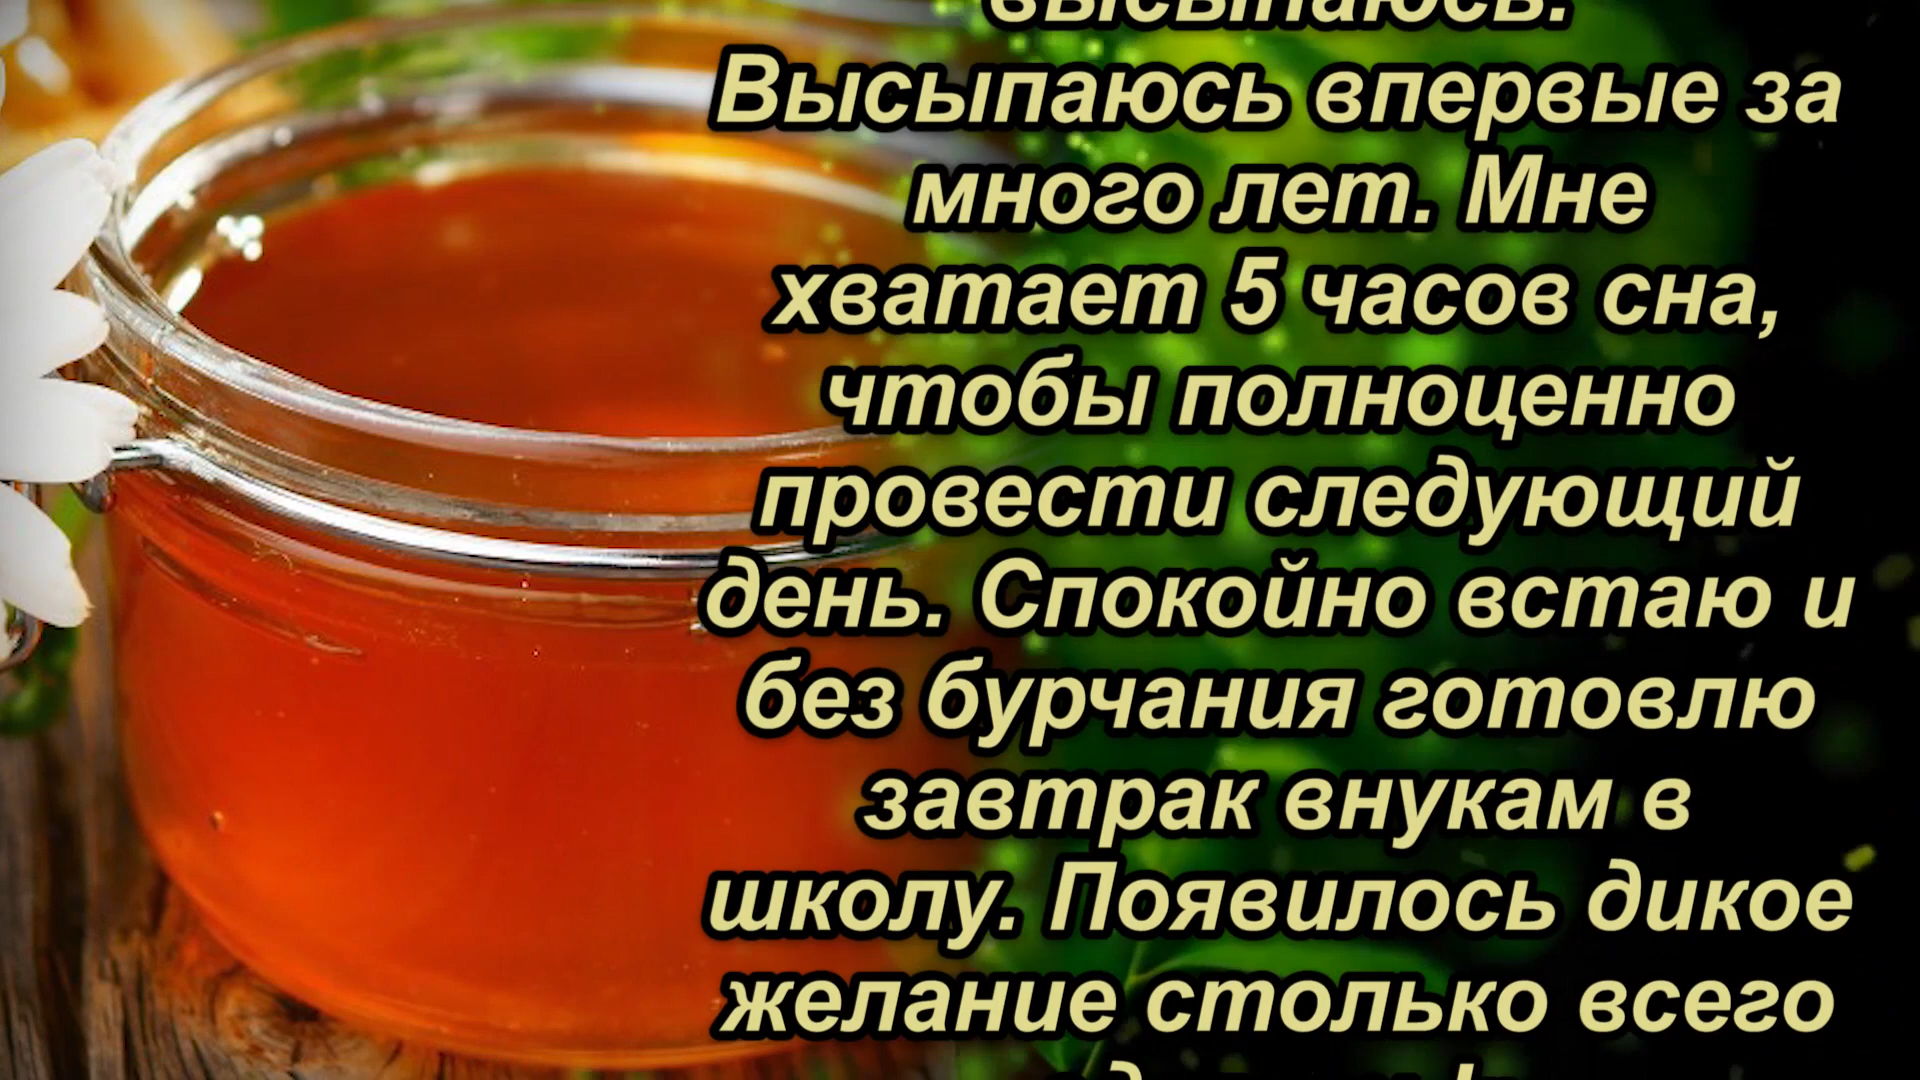 высыпаюсь.
Высыпаюсь впервые за
много лет. Мне
хватает 5 часов сна,
чтобы полноценно
провести следующий
день. Спокойно встаю и
без бурчания готовлю
завтрак внукам в
школу. Появилось дикое
желание столько всего